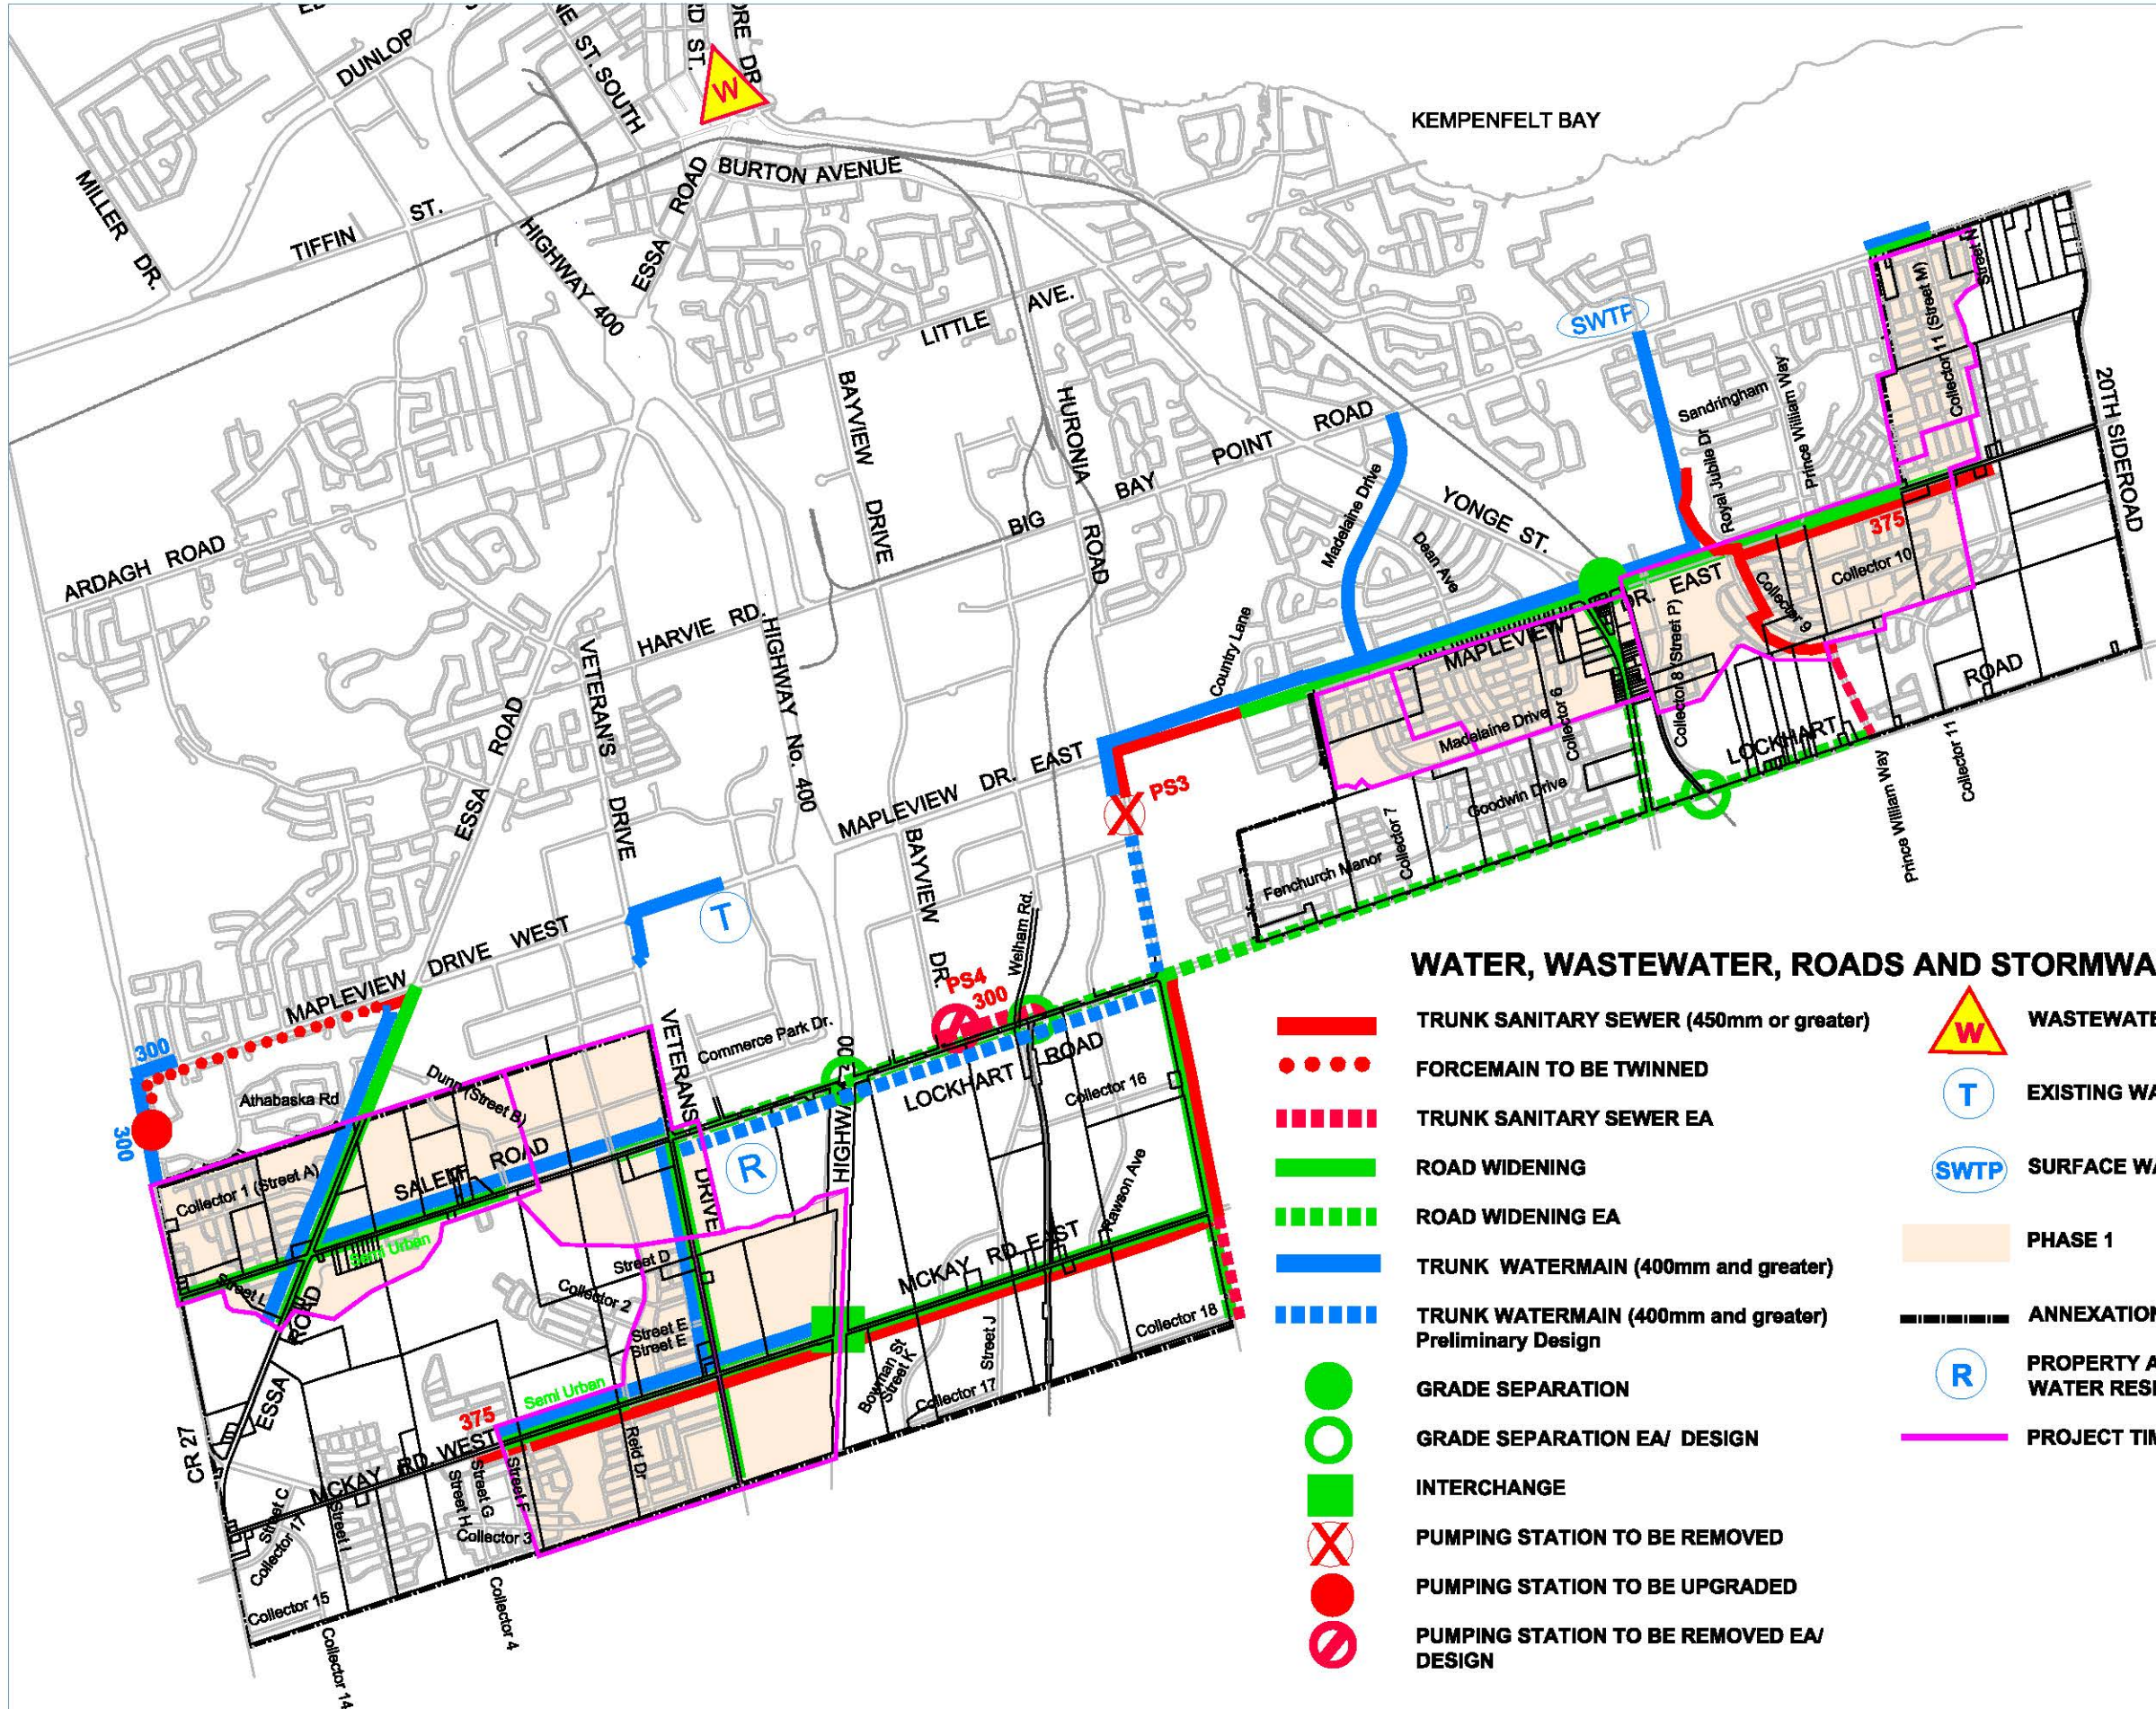 DUNLOP
ST. SOUTH
RD ST.
ORE DR
W
KEMPENFELT BAY
MILLER DR.
TIFFIN ST.
HIGHWAY 400
ESSA ROAD
BURTON AVENUE
LITTLE AVE.
SWTP
Street N
Collector 11 (Street M)
20TH SIDEROAD
BAYVIEW DRIVE
HURONIA ROAD
BIG BAY POINT ROAD
Madelaine Drive
Dean Ave
YONGE ST.
Sandringham
Royal Jubilie Dr
Prince William Way
375
Collector 10
Collector 9
ARDAGH ROAD
HARVIE RD.
HIGHWAY No. 400
VETERAN'S DRIVE
ESSA ROAD
Country Lane
MAPLEVIEW DR. EAST
Collector 8 (Street P)
Madelaine Drive
Collector 6
Goodwin Drive
Collector 7
Fenchurch Manor
LOCKHART ROAD
Prince William Way
Collector 11
MAPLEVIEW DR. EAST
PS3
T
BAYVIEW DR.
Welham Rd.
MAPLEVIEW DRIVE WEST
PS4
300
300
300
Athabaska Rd
Dunn (Street B)
VETERANS DRIVE
Commerce Park Dr.
LOCKHART ROAD
Collector 16
R
Collector 1 (Street A)
SALEM ROAD
Semi Urban
Street L
ESSA ROAD
Street D
Collector 2
Street E
Street E
Semi Urban
375
MCKAY RD. EAST
Rawson Ave
Collector 18
Street J
Bowman St
Street K
Collector 17
CR 27
MCKAY RD. WEST
Reid Dr
Street F
Street G
Street H
Street I
Street C
Collector 17
Collector 3
Collector 15
Collector 4
Collector 14
WATER, WASTEWATER, ROADS AND STORMWA
TRUNK SANITARY SEWER (450mm or greater)
FORCEMAIN TO BE TWINNED
TRUNK SANITARY SEWER EA
ROAD WIDENING
ROAD WIDENING EA
TRUNK WATERMAIN (400mm and greater)
TRUNK WATERMAIN (400mm and greater)
Preliminary Design
GRADE SEPARATION
GRADE SEPARATION EA/ DESIGN
INTERCHANGE
PUMPING STATION TO BE REMOVED
PUMPING STATION TO BE UPGRADED
PUMPING STATION TO BE REMOVED EA/
DESIGN
W
WASTEWATE
T
EXISTING WA
SWTP
SURFACE WA
PHASE 1
ANNEXATION
R
PROPERTY A
WATER RES
PROJECT TIM